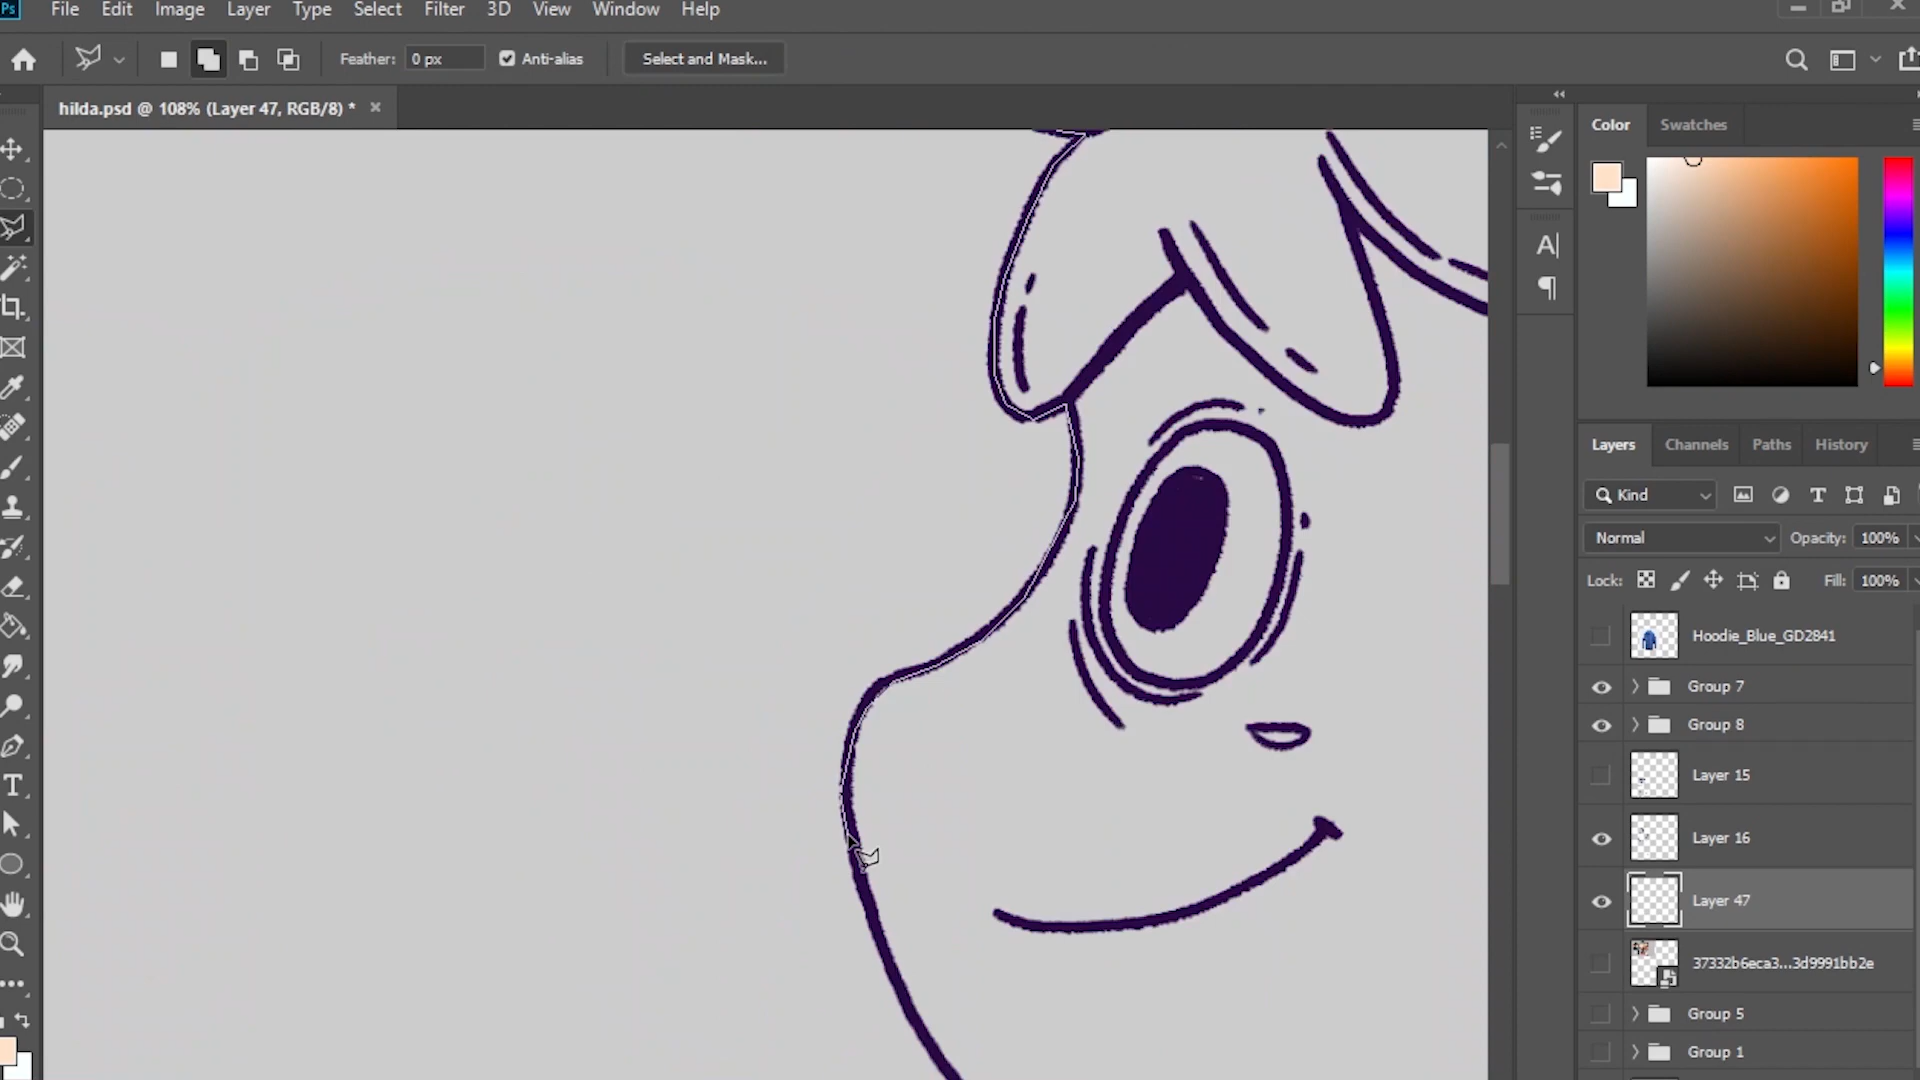 Ps File Edit Image Layer Type Select Filter 3D View Window Help
Feather: 0 px Anti-alias Select and Mask...
hilda.psd @ 108% (Layer 47, RGB/8) *
Color Swatches
Layers Channels Paths History
Kind
Normal Opacity: 100%
Lock: Fill: 100%
Hoodie_Blue_GD2841
Group 7
Group 8
Layer 15
Layer 16
Layer 47
37332b6eca3...3d9991bb2e
Group 5
Group 1